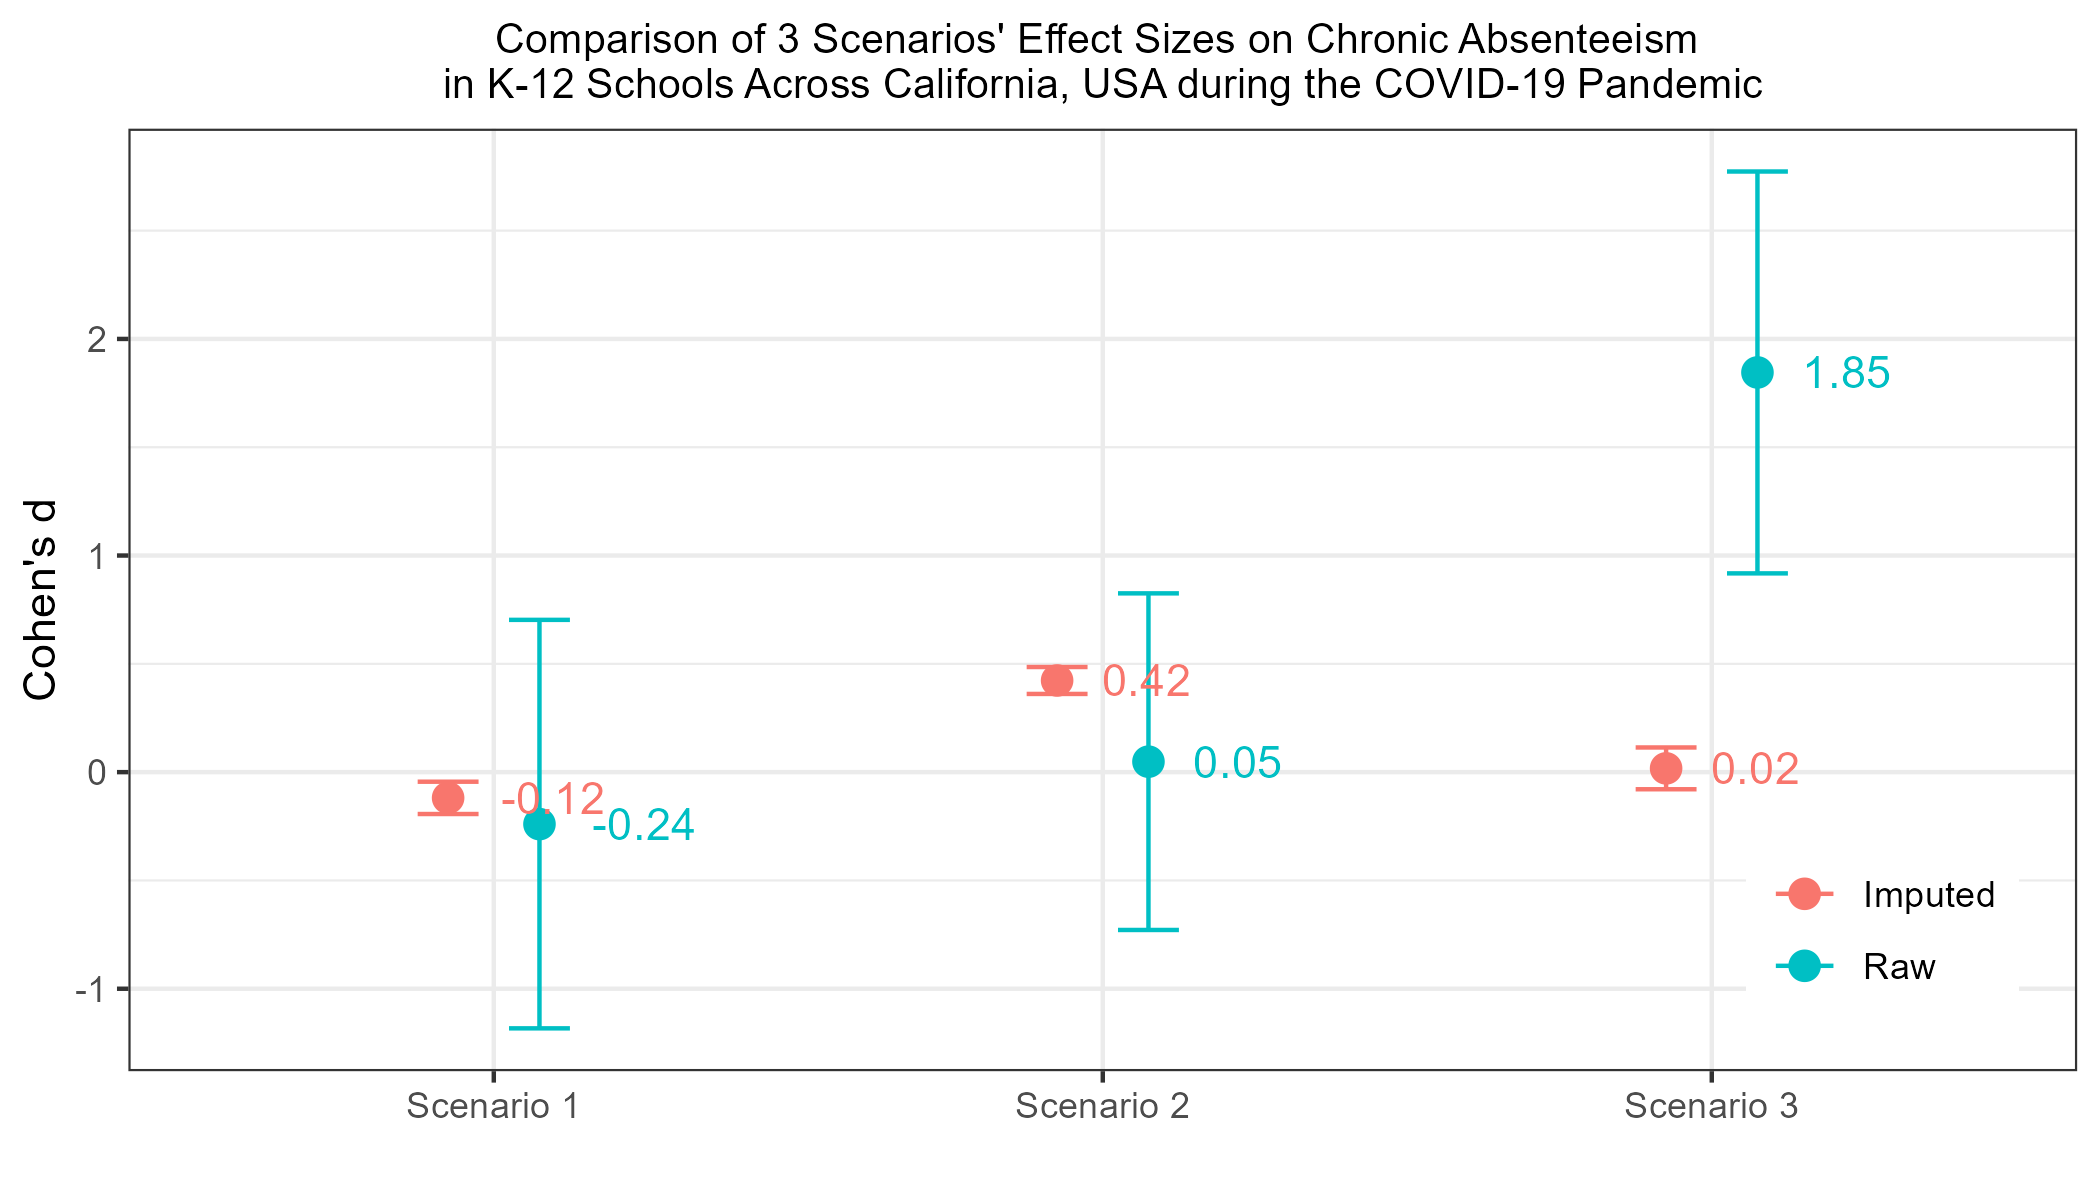 Comparison of 3 Scenarios' Effect Sizes on Chronic Absenteeism
in K-12 Schools Across California, USA during the COVID-19 Pandemic
Cohen's d
2
1
0
-1
1.85
0.42
0.05
0.02
-0.12
-0.24
Imputed
Raw
Scenario 1
Scenario 2
Scenario 3